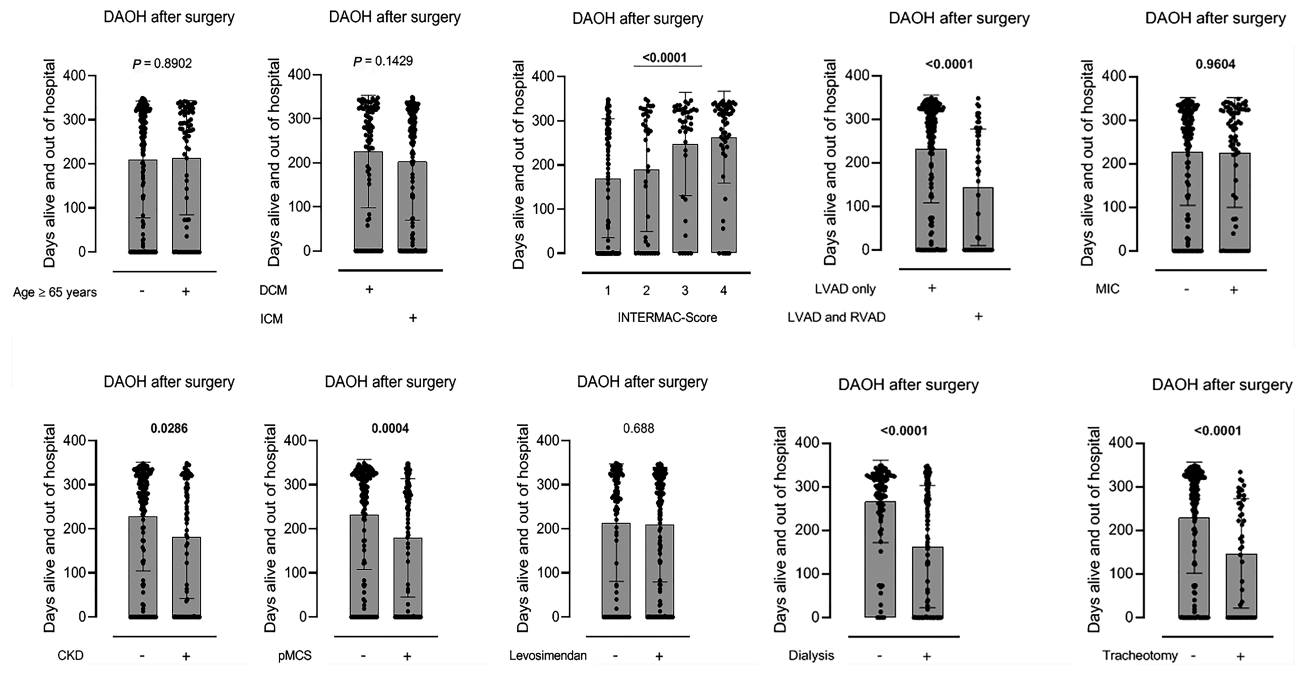 DAOH after surgery
P = 0.8902
Days alive and out of hospital
400
300
200
100
0
Age ≥ 65 years - +
DAOH after surgery
P = 0.1429
Days alive and out of hospital
400
300
200
100
0
DCM +
ICM +
DAOH after surgery
<0.0001
Days alive and out of hospital
400
300
200
100
0
1 2 3 4
INTERMAC-Score
DAOH after surgery
<0.0001
Days alive and out of hospital
400
300
200
100
0
LVAD only +
LVAD and RVAD +
DAOH after surgery
0.9604
Days alive and out of hospital
400
300
200
100
0
MIC - +
DAOH after surgery
0.0286
Days alive and out of hospital
400
300
200
100
0
CKD - +
DAOH after surgery
0.0004
Days alive and out of hospital
400
300
200
100
0
pMCS - +
DAOH after surgery
0.688
Days alive and out of hospital
400
300
200
100
0
Levosimendan - +
DAOH after surgery
<0.0001
Days alive and out of hospital
400
300
200
100
0
Dialysis - +
DAOH after surgery
<0.0001
Days alive and out of hospital
400
300
200
100
0
Tracheotomy - +